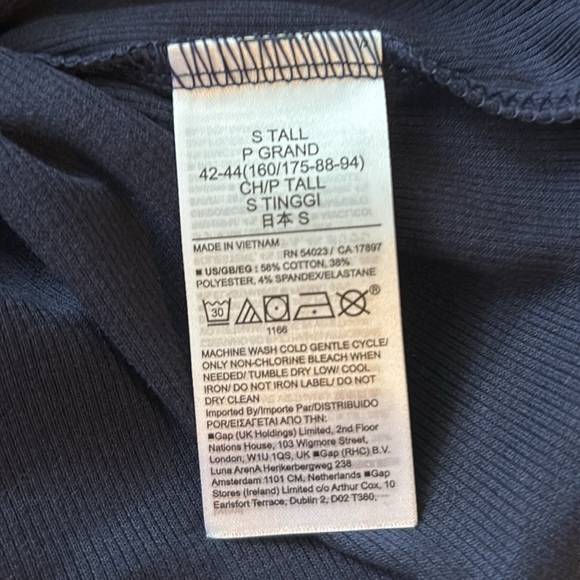 S TALL
P GRAND
42-44(160/175-88-94)
CH/P TALL
S TINGGI
日本 S
MADE IN VIETNAM
RN 54023 / CA 17897
■ US/GB/EG : 58% COTTON, 38%
POLYESTER, 4% SPANDEX/ELASTANE
30
®
1166
MACHINE WASH COLD GENTLE CYCLE/
ONLY NON-CHLORINE BLEACH WHEN
NEEDED/ TUMBLE DRY LOW/ COOL
IRON/ DO NOT IRON LABEL/ DO NOT
DRY CLEAN
Imported By/Importe Par/DISTRIBUIDO
POR/ΕΙΣΑΓΕΤΑΙ ΑΠΟ ΤΗΝ:
■Gap (UK Holdings) Limited, 2nd Floor
Nations House, 103 Wigmore Street,
London, W1U 1QS, UK ■Gap (RHC) B.V.
Luna ArenA Herikerbergweg 238
Amsterdam 1101 CM, Netherlands ■Gap
Stores (Ireland) Limited c/o Arthur Cox, 10
Earlsfort Terrace, Dublin 2, D02 T380,